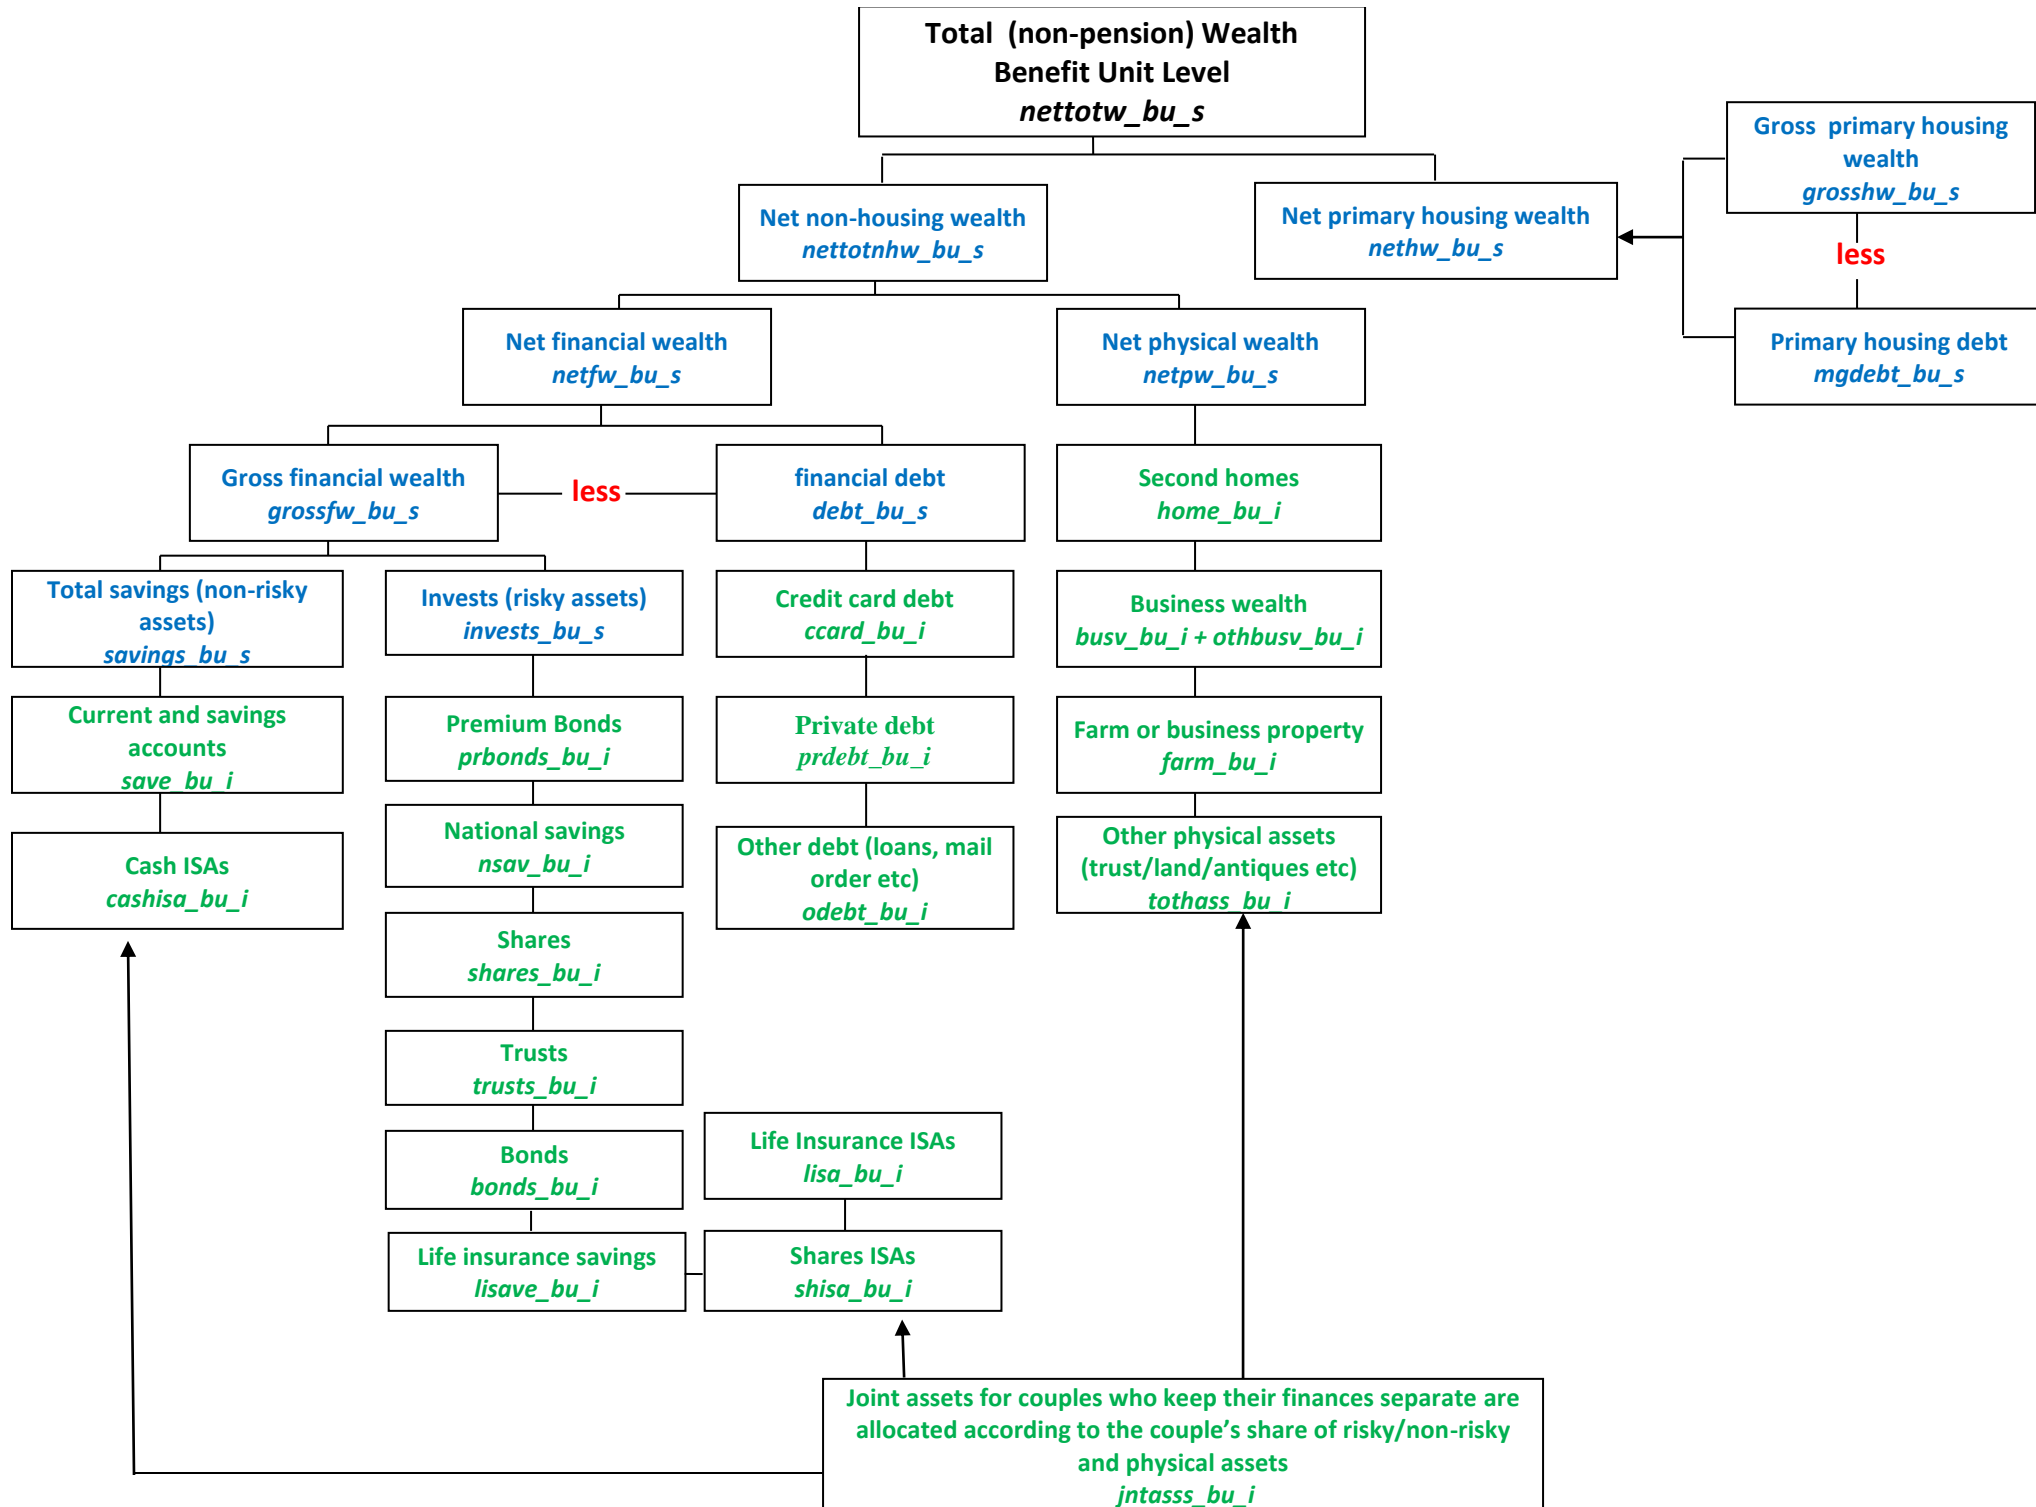 Total  (non-pension) Wealth
Benefit Unit Level
nettotw_bu_s
Gross  primary housing
wealth
grosshw_bu_s
Net non-housing wealth
nettotnhw_bu_s
Net primary housing wealth
nethw_bu_s
less
Primary housing debt
mgdebt_bu_s
Net financial wealth
netfw_bu_s
Net physical wealth
netpw_bu_s
Gross financial wealth
grossfw_bu_s
less
financial debt
debt_bu_s
Second homes
home_bu_i
Total savings (non-risky
assets)
savings_bu_s
Invests (risky assets)
invests_bu_s
Credit card debt
ccard_bu_i
Business wealth
busv_bu_i + othbusv_bu_i
Current and savings
accounts
save_bu_i
Premium Bonds
prbonds_bu_i
Private debt
prdebt_bu_i
Farm or business property
farm_bu_i
Cash ISAs
cashisa_bu_i
National savings
nsav_bu_i
Other debt (loans, mail
order etc)
odebt_bu_i
Other physical assets
(trust/land/antiques etc)
tothass_bu_i
Shares
shares_bu_i
Trusts
trusts_bu_i
Bonds
bonds_bu_i
Life Insurance ISAs
lisa_bu_i
Life insurance savings
lisave_bu_i
Shares ISAs
shisa_bu_i
Joint assets for couples who keep their finances separate are
allocated according to the couple’s share of risky/non-risky
and physical assets
jntasss_bu_i